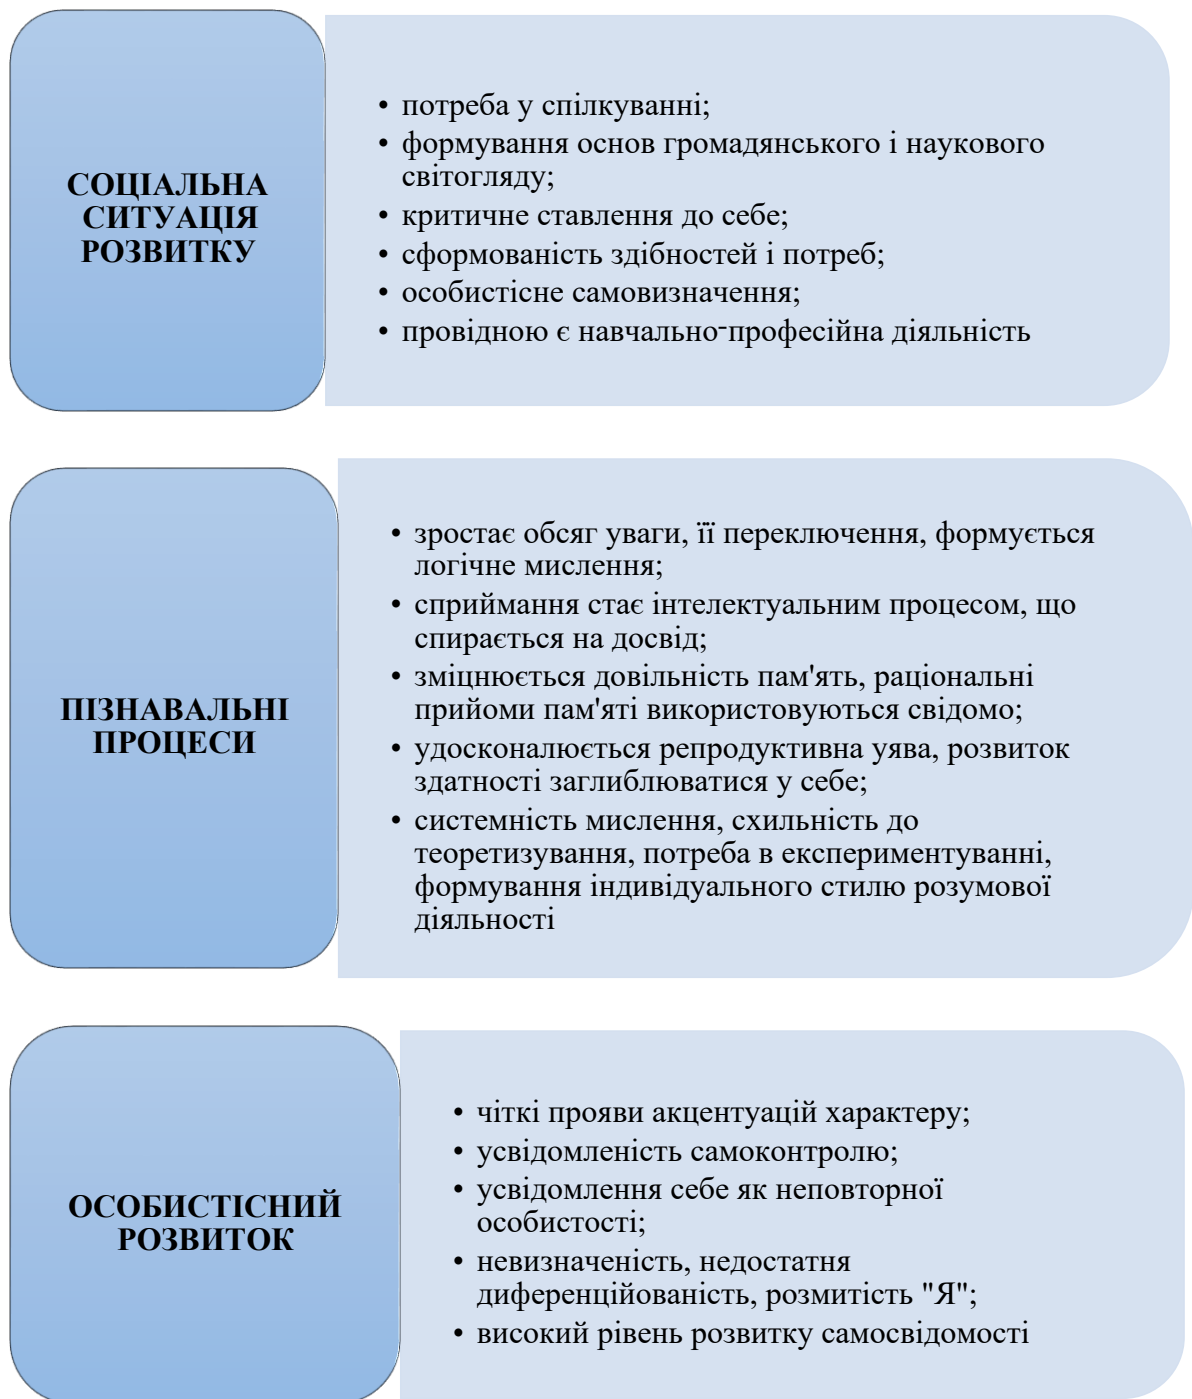 СОЦІАЛЬНА
СИТУАЦІЯ
РОЗВИТКУ
• потреба у спілкуванні;
• формування основ громадянського і наукового
світогляду;
• критичне ставлення до себе;
• сформованість здібностей і потреб;
• особистісне самовизначення;
• провідною є навчально-професійна діяльність
ПІЗНАВАЛЬНІ
ПРОЦЕСИ
• зростає обсяг уваги, її переключення, формується
логічне мислення;
• сприймання стає інтелектуальним процесом, що
спирається на досвід;
• зміцнюється довільність пам'ять, раціональні
прийоми пам'яті використовуються свідомо;
• удосконалюється репродуктивна уява, розвиток
здатності заглиблюватися у себе;
• системність мислення, схильність до
теоретизування, потреба в експериментуванні,
формування індивідуального стилю розумової
діяльності
ОСОБИСТІСНИЙ
РОЗВИТОК
• чіткі прояви акцентуацій характеру;
• усвідомленість самоконтролю;
• усвідомлення себе як неповторної
особистості;
• невизначеність, недостатня
диференційованість, розмитість "Я";
• високий рівень розвитку самосвідомості